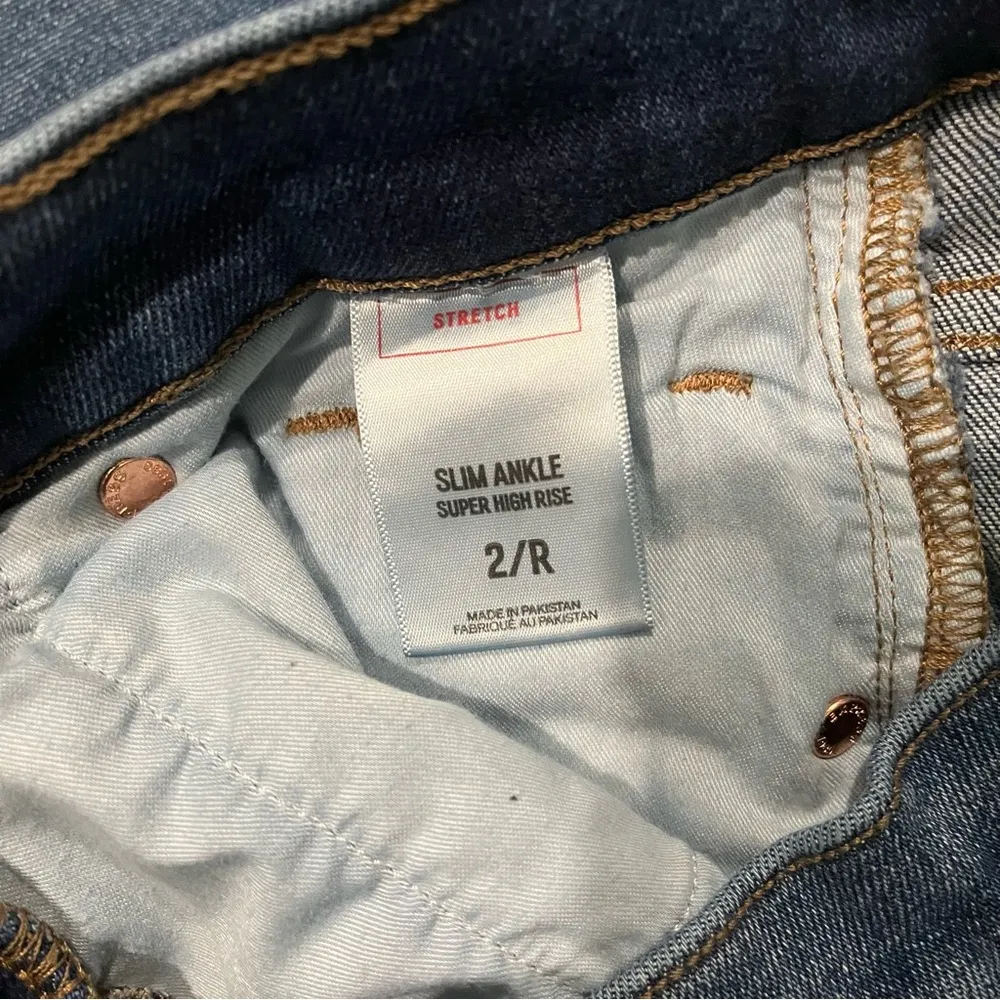 STRETCH
SLIM ANKLE
SUPER HIGH RISE
2/R
MADE IN PAKISTAN
FABRIQUÉ AU PAKISTAN